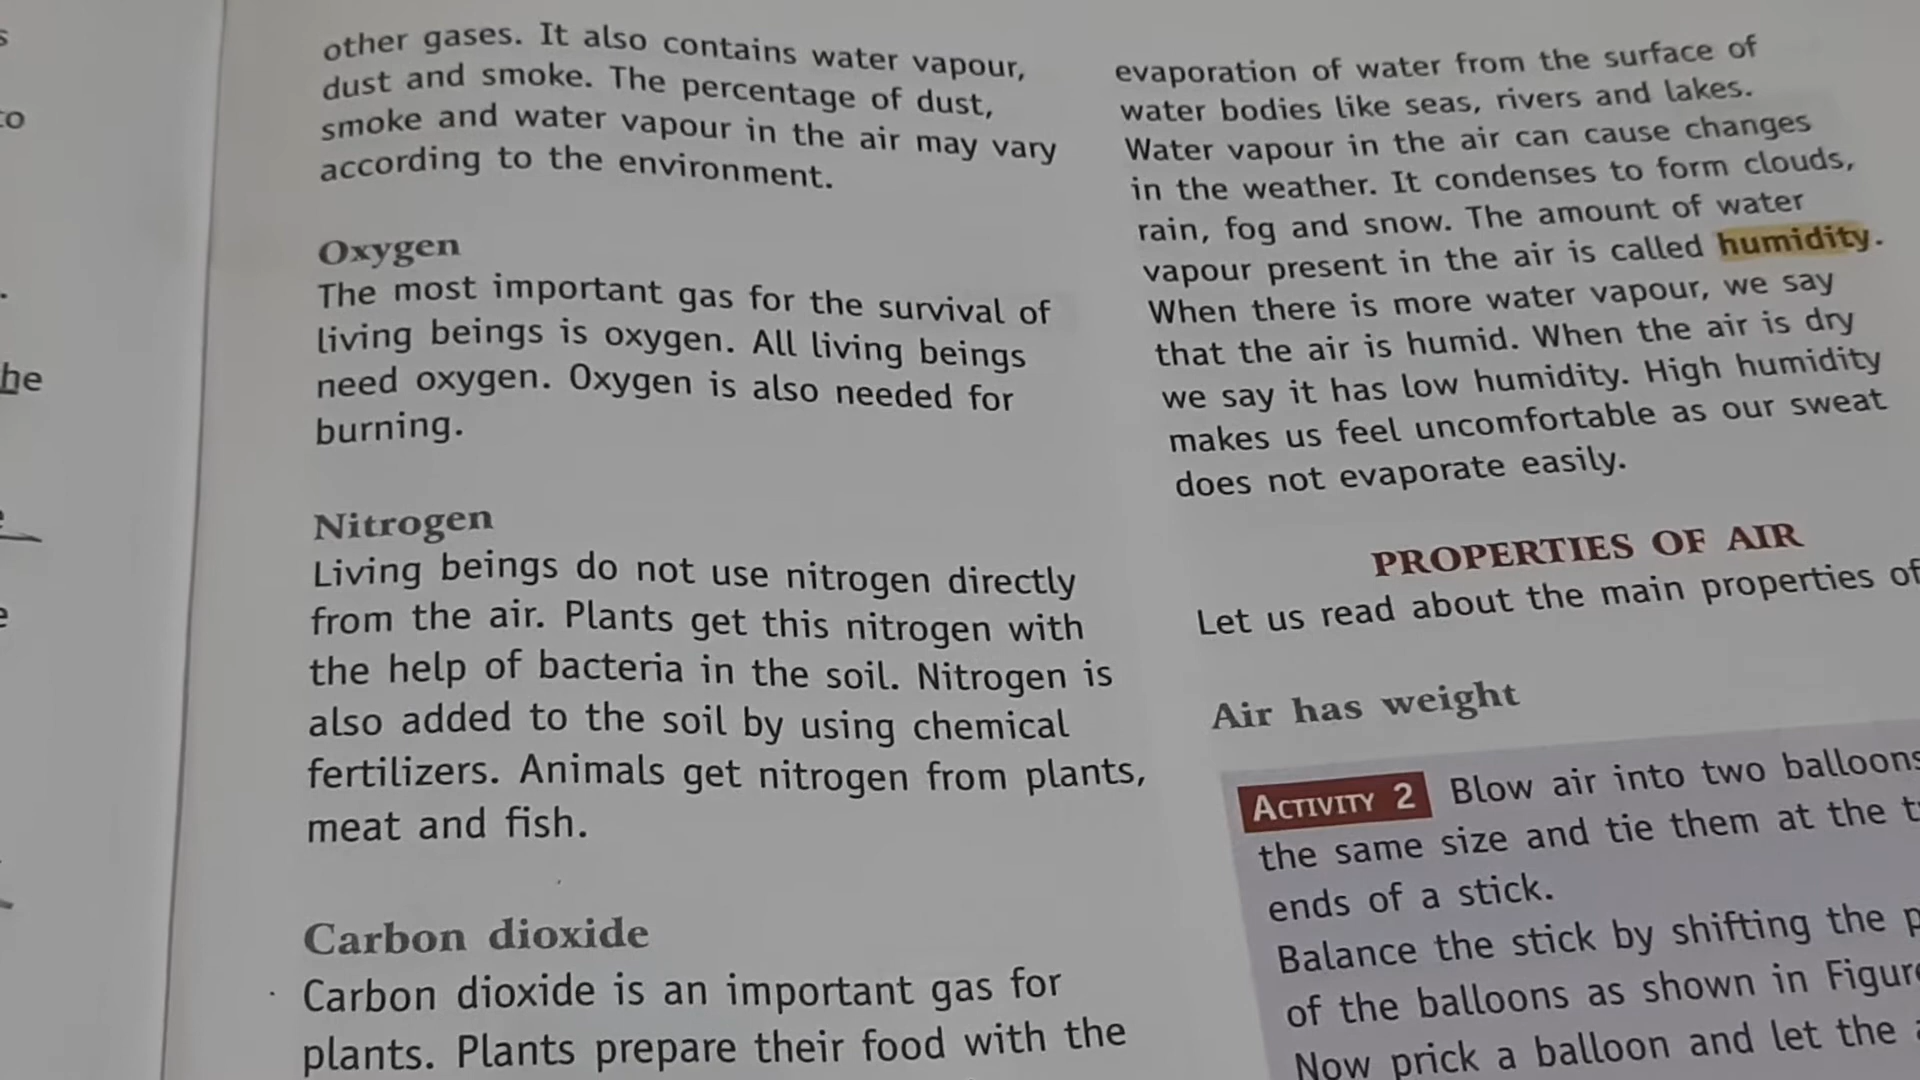 other gases. It also contains water vapour,
dust and smoke. The percentage of dust,
smoke and water vapour in the air may vary
according to the environment.
Oxygen
The most important gas for the survival of
living beings is oxygen. All living beings
need oxygen. Oxygen is also needed for
burning.
Nitrogen
Living beings do not use nitrogen directly
from the air. Plants get this nitrogen with
the help of bacteria in the soil. Nitrogen is
also added to the soil by using chemical
fertilizers. Animals get nitrogen from plants,
meat and fish.
Carbon dioxide
Carbon dioxide is an important gas for
plants. Plants prepare their food with the
evaporation of water from the surface of
water bodies like seas, rivers and lakes.
Water vapour in the air can cause changes
in the weather. It condenses to form clouds,
rain, fog and snow. The amount of water
vapour present in the air is called humidity.
When there is more water vapour, we say
that the air is humid. When the air is dry
we say it has low humidity. High humidity
makes us feel uncomfortable as our sweat
does not evaporate easily.
PROPERTIES OF AIR
Let us read about the main properties of
Air has weight
ACTIVITY 2 Blow air into two balloons
the same size and tie them at the
ends of a stick.
Balance the stick by shifting the
of the balloons as shown in Figure
Now prick a balloon and let the